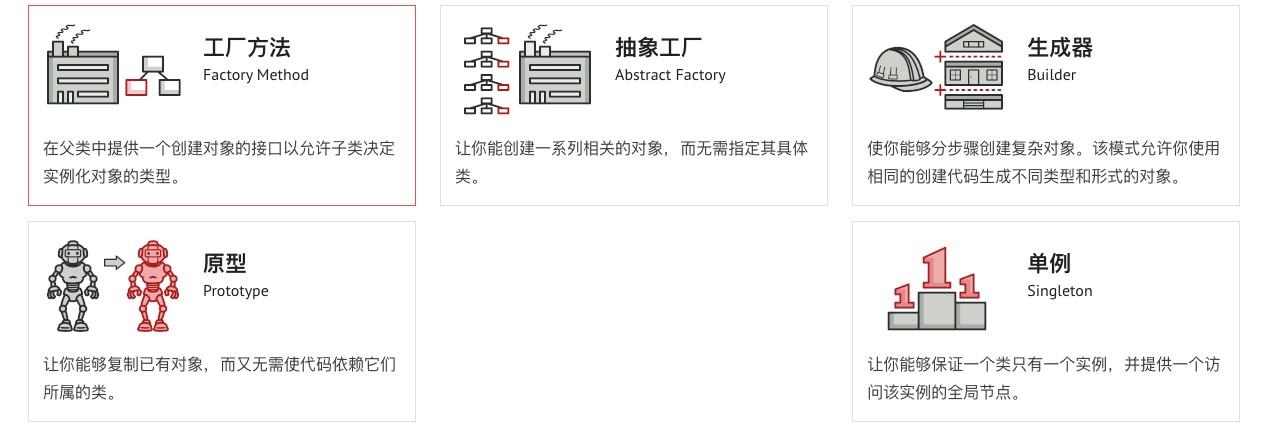 工厂方法
Factory Method
在父类中提供一个创建对象的接口以允许子类决定
实例化对象的类型。
抽象工厂
Abstract Factory
让你能创建一系列相关的对象，而无需指定其具体
类。
生成器
Builder
使你能够分步骤创建复杂对象。该模式允许你使用
相同的创建代码生成不同类型和形式的对象。
原型
Prototype
让你能够复制已有对象，而又无需使代码依赖它们
所属的类。
1
1
1
单例
Singleton
让你能够保证一个类只有一个实例，并提供一个访
问该实例的全局节点。